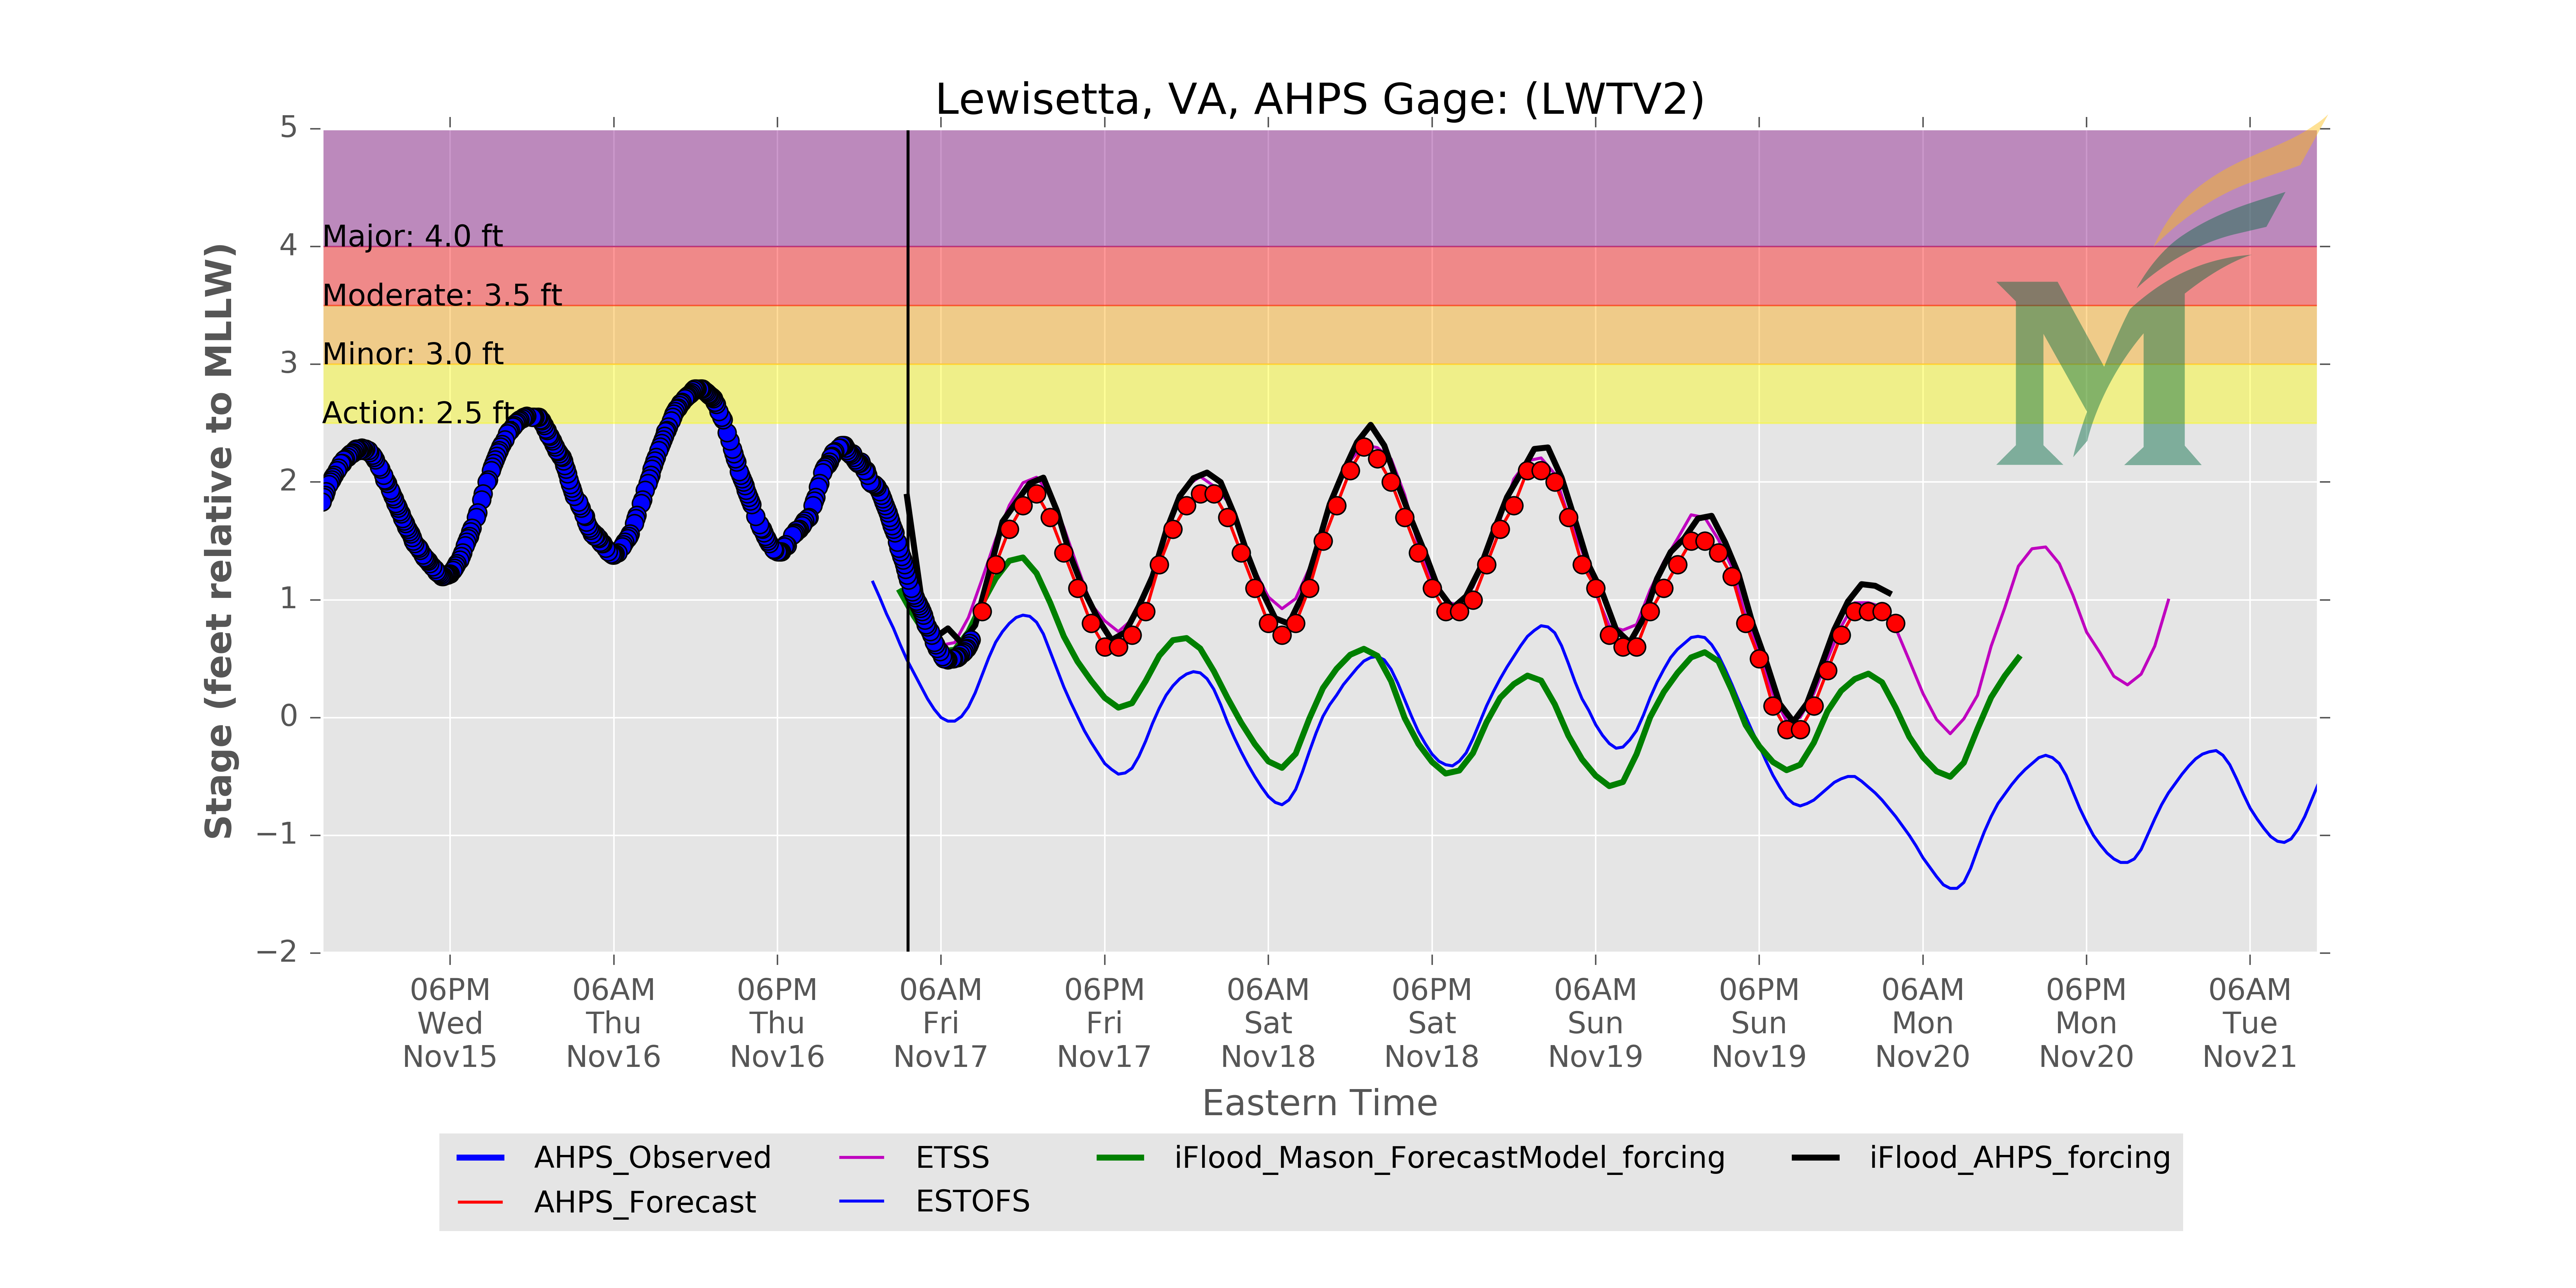 Lewisetta, VA, AHPS Gage: (LWTV2)
Stage (feet relative to MLLW)
5
4
3
2
1
0
−1
−2
Major: 4.0 ft
Moderate: 3.5 ft
Minor: 3.0 ft
Action: 2.5 ft
M
06PM 06AM 06PM 06AM 06PM 06AM 06PM 06AM 06PM 06AM 06PM 06AM
Wed Thu Thu Fri Fri Sat Sat Sun Sun Mon Mon Tue
Nov15 Nov16 Nov16 Nov17 Nov17 Nov18 Nov18 Nov19 Nov19 Nov20 Nov20 Nov21
Eastern Time
AHPS_Observed ETSS iFlood_Mason_ForecastModel_forcing iFlood_AHPS_forcing
AHPS_Forecast ESTOFS